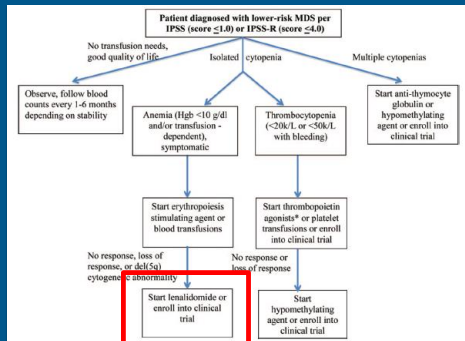 Patient diagnosed with lower-risk MDS per
IPSS (score ≤1.0) or IPSS-R (score ≤4.0)
No transfusion needs,
good quality of life
Isolated cytopenia
Multiple cytopenias
Observe, follow blood
counts every 1-6 months
depending on stability
Anemia (Hgb <10 g/dl
and/or transfusion -
dependent),
symptomatic
Thrombocytopenia
(<20k/L or <50k/L
with bleeding)
Start anti-thymocyte
globulin or
hypomethylating
agent or enroll into
clinical trial
Start erythropoiesis
stimulating agent or
blood transfusions
Start thrombopoietin
agonists* or platelet
transfusions or enroll
into clinical trial
No response, loss of
response, or del(5q)
cytogenetic abnormality
No response or
loss of response
Start lenalidomide or
enroll into clinical
trial
Start
hypomethylating
agent or enroll into
clinical trial